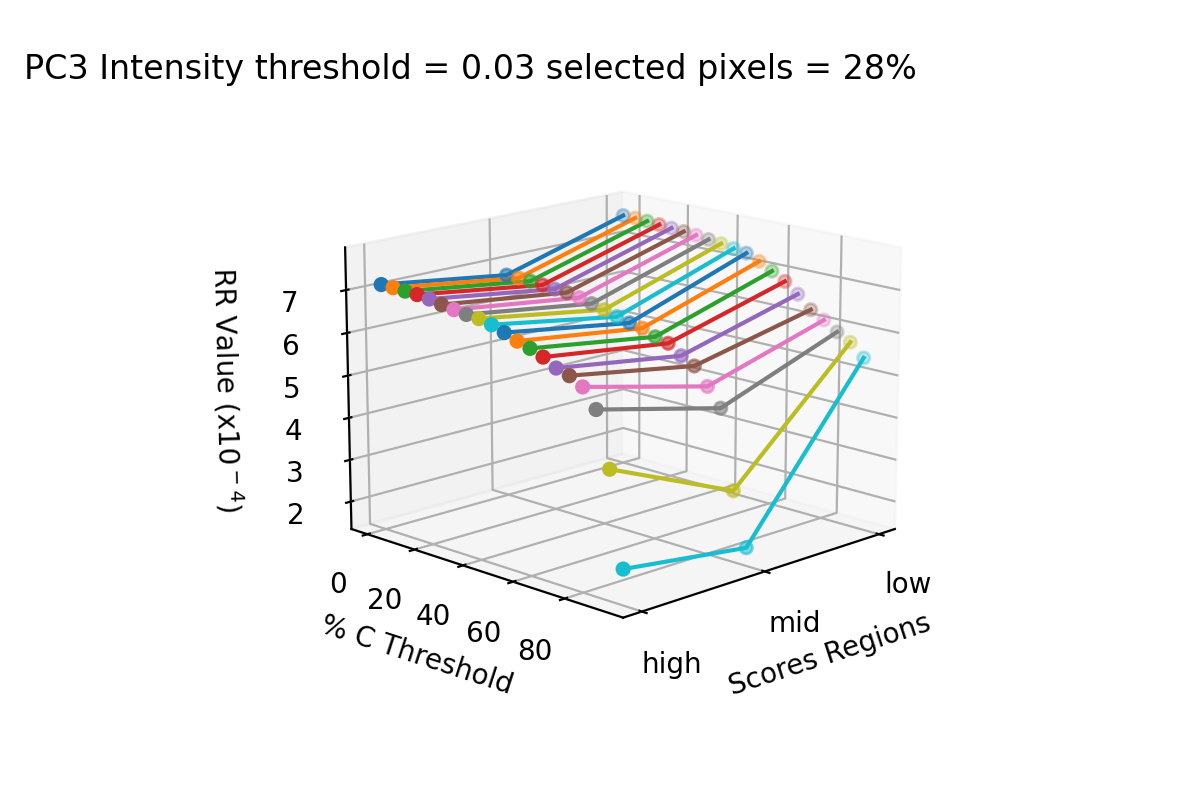 PC3 Intensity threshold = 0.03 selected pixels = 28%
RR Value (x10⁻⁴)
7
6
5
4
3
2
0
20
40
60
80
% C Threshold
high
mid
low
Scores Regions